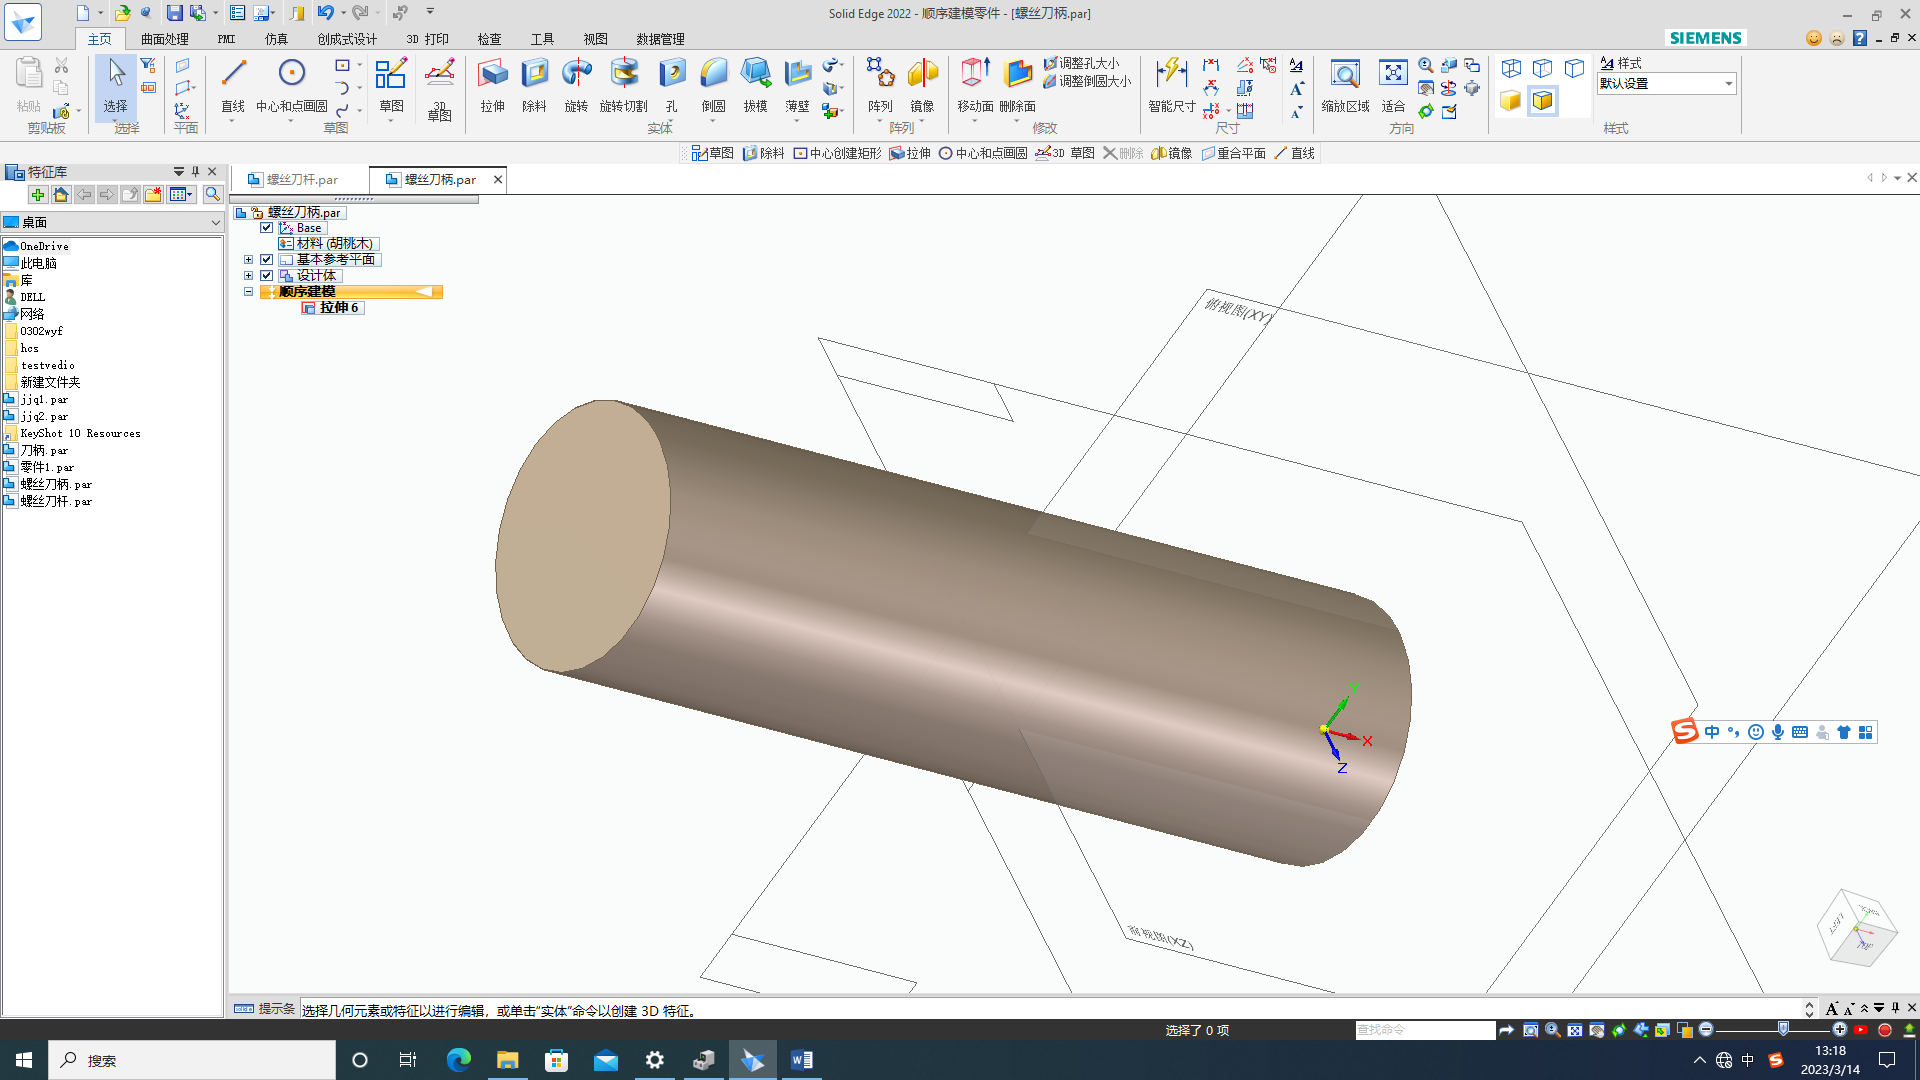 Solid Edge 2022 - 顺序建模零件 - [螺丝刀柄.par]
主页 曲面处理 PMI 仿真 创成式设计 3D 打印 检查 工具 视图 数据管理
SIEMENS
粘贴
剪贴板
选择
选择
平面
直线 中心和点画圆
草图
草图
3D
草图
拉伸 除料 旋转 旋转切割 孔 倒圆 拔模 薄壁
实体
阵列 镜像
阵列
移动面 删除面
调整孔大小
调整倒圆大小
修改
智能尺寸
尺寸
缩放区域 适合
方向
样式
默认设置
样式
草图 除料 中心创建矩形 拉伸 中心和点画圆 3D 草图 删除 镜像 重合平面 直线
特征库
桌面
OneDrive
此电脑
库
DELL
网络
0302wyf
hcs
testvedio
新建文件夹
jjq1.par
jjq2.par
KeyShot 10 Resources
刀柄.par
零件1.par
螺丝刀柄.par
螺丝刀杆.par
螺丝刀杆.par
螺丝刀柄.par
螺丝刀柄.par
Base
材料 (胡桃木)
基本参考平面
设计体
顺序建模
拉伸 6
俯视图(XY)
Y
X
Z
前视图(XZ)
LEFT
中
提示条
选择几何元素或特征以进行编辑，或单击“实体”命令以创建 3D 特征。
选择了 0 项
查找命令
搜索
中
13:18
2023/3/14